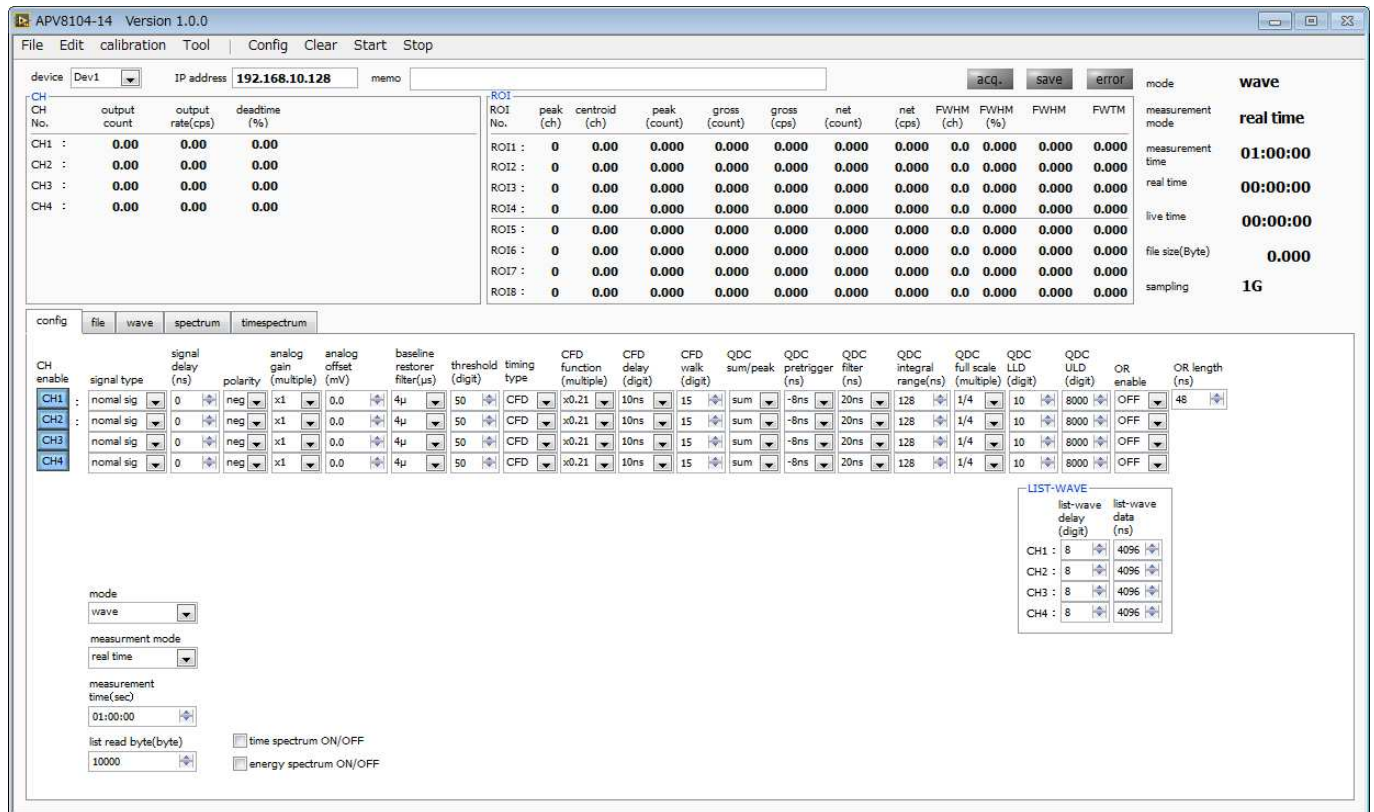 APV8104-14 Version 1.0.0
File Edit calibration Tool | Config Clear Start Stop
device Dev1 IP address 192.168.10.128 memo acq. save error
mode wave
measurement mode real time
measurement time 01:00:00
real time 00:00:00
live time 00:00:00
file size(Byte) 0.000
sampling 1G
CH
CH No. output count output rate(cps) deadtime (%)
CH1 : 0.00 0.00 0.00
CH2 : 0.00 0.00 0.00
CH3 : 0.00 0.00 0.00
CH4 : 0.00 0.00 0.00
ROI
ROI No. peak (ch) centroid (ch) peak (count) gross (count) gross (cps) net (count) net (cps) FWHM (ch) FWHM (%) FWHM FWTM
ROI1 : 0 0.00 0.000 0.000 0.000 0.000 0.000 0.0 0.000 0.000 0.000
ROI2 : 0 0.00 0.000 0.000 0.000 0.000 0.000 0.0 0.000 0.000 0.000
ROI3 : 0 0.00 0.000 0.000 0.000 0.000 0.000 0.0 0.000 0.000 0.000
ROI4 : 0 0.00 0.000 0.000 0.000 0.000 0.000 0.0 0.000 0.000 0.000
ROI5 : 0 0.00 0.000 0.000 0.000 0.000 0.000 0.0 0.000 0.000 0.000
ROI6 : 0 0.00 0.000 0.000 0.000 0.000 0.000 0.0 0.000 0.000 0.000
ROI7 : 0 0.00 0.000 0.000 0.000 0.000 0.000 0.0 0.000 0.000 0.000
ROI8 : 0 0.00 0.000 0.000 0.000 0.000 0.000 0.0 0.000 0.000 0.000
config file wave spectrum timespectrum
CH enable signal type signal delay (ns) polarity analog gain (multiple) analog offset (mV) baseline restorer filter(μs) threshold (digit) timing type CFD function (multiple) CFD delay (digit) CFD walk (digit) QDC sum/peak QDC pretrigger (ns) QDC filter (ns) QDC integral range(ns) QDC full scale (multiple) QDC LLD (digit) QDC ULD (digit) OR enable OR length (ns)
CH1 : nomal sig 0 neg x1 0.0 4μ 50 CFD x0.21 10ns 15 sum -8ns 20ns 128 1/4 10 8000 OFF 48
CH2 : nomal sig 0 neg x1 0.0 4μ 50 CFD x0.21 10ns 15 sum -8ns 20ns 128 1/4 10 8000 OFF
CH3 nomal sig 0 neg x1 0.0 4μ 50 CFD x0.21 10ns 15 sum -8ns 20ns 128 1/4 10 8000 OFF
CH4 nomal sig 0 neg x1 0.0 4μ 50 CFD x0.21 10ns 15 sum -8ns 20ns 128 1/4 10 8000 OFF
LIST-WAVE
list-wave delay (digit) list-wave data (ns)
CH1 : 8 4096
CH2 : 8 4096
CH3 : 8 4096
CH4 : 8 4096
mode
wave
measurment mode
real time
measurement
time(sec)
01:00:00
list read byte(byte)
10000
time spectrum ON/OFF
energy spectrum ON/OFF